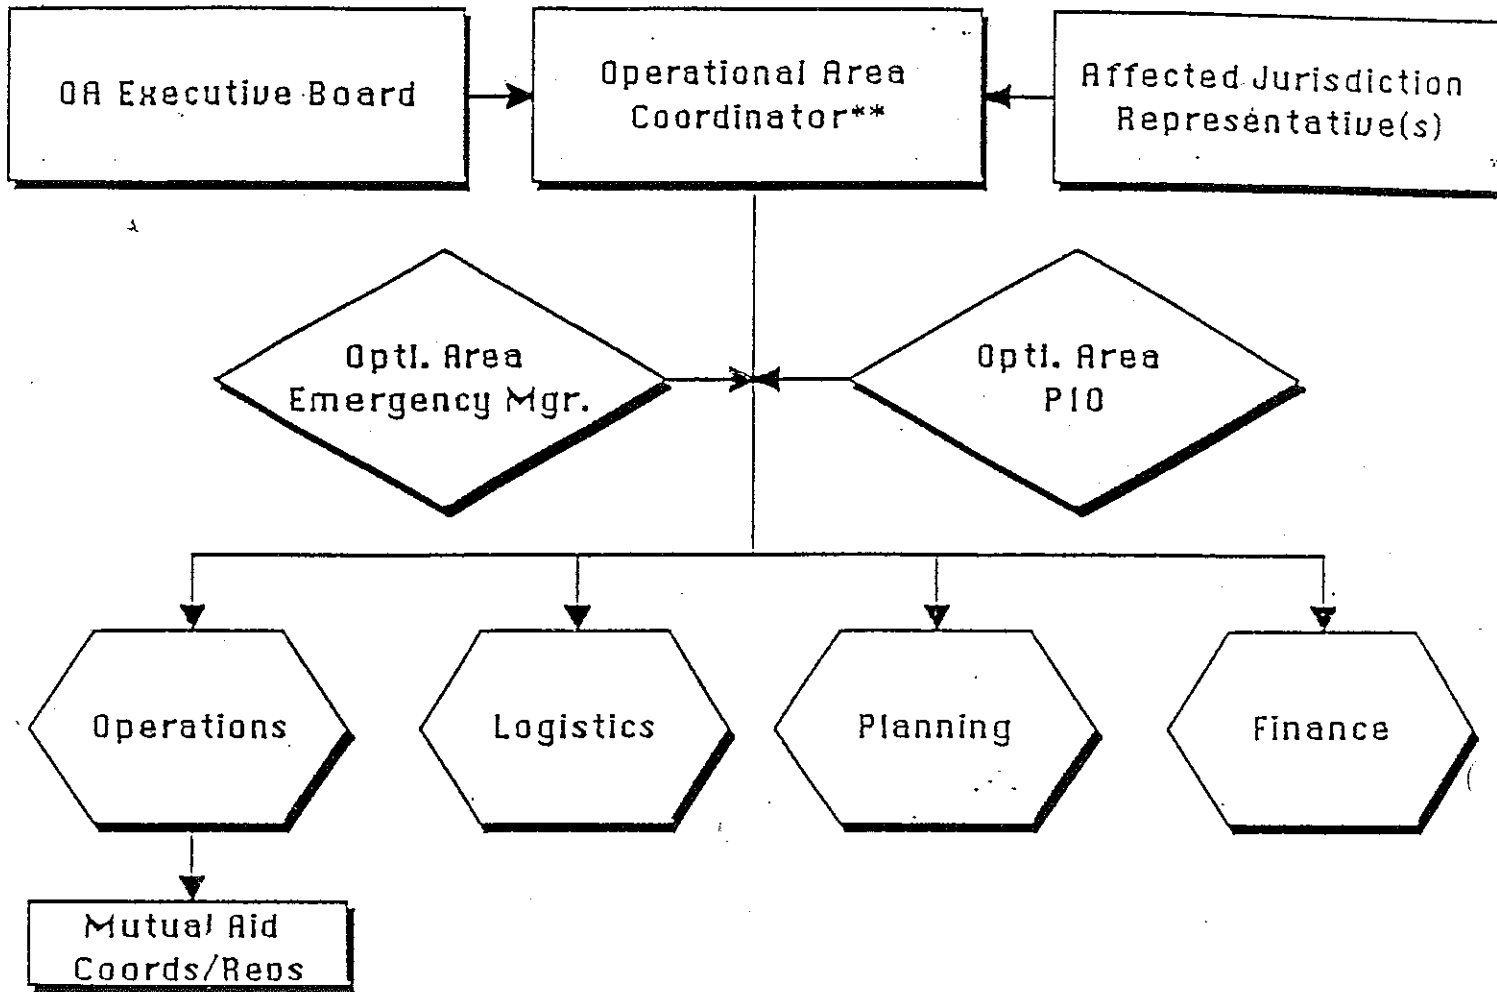 OA Executive Board
Operational Area
Coordinator**
Affected Jurisdiction
Representative(s)
Optl. Area
Emergency Mgr.
Optl. Area
PIO
Operations
Logistics
Planning
Finance
Mutual Aid
Coords/Reps